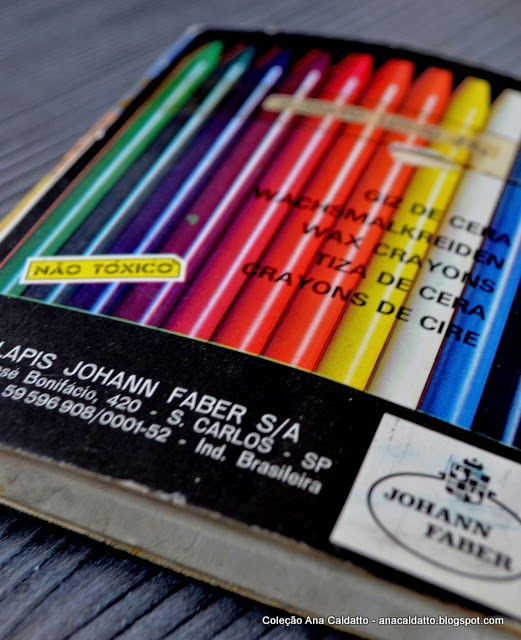 GIZ DE CERA
WACHSMALKREIDEN
WAX CRAYONS
TIZA DE CERA
CRAYONS DE CIRE
NÃO TÓXICO
LAPIS JOHANN FABER S/A
José Bonifácio, 420 - S. CARLOS - SP
59 596 908/0001-52 - Ind. Brasileira
JOHANN
FABER
Coleção Ana Caldatto - anacaldatto.blogspot.com